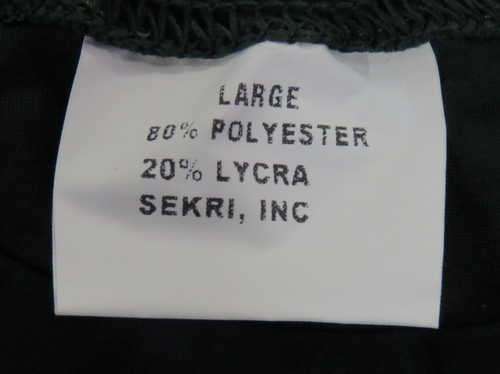 LARGE
80% POLYESTER
20% LYCRA
SEKRI, INC